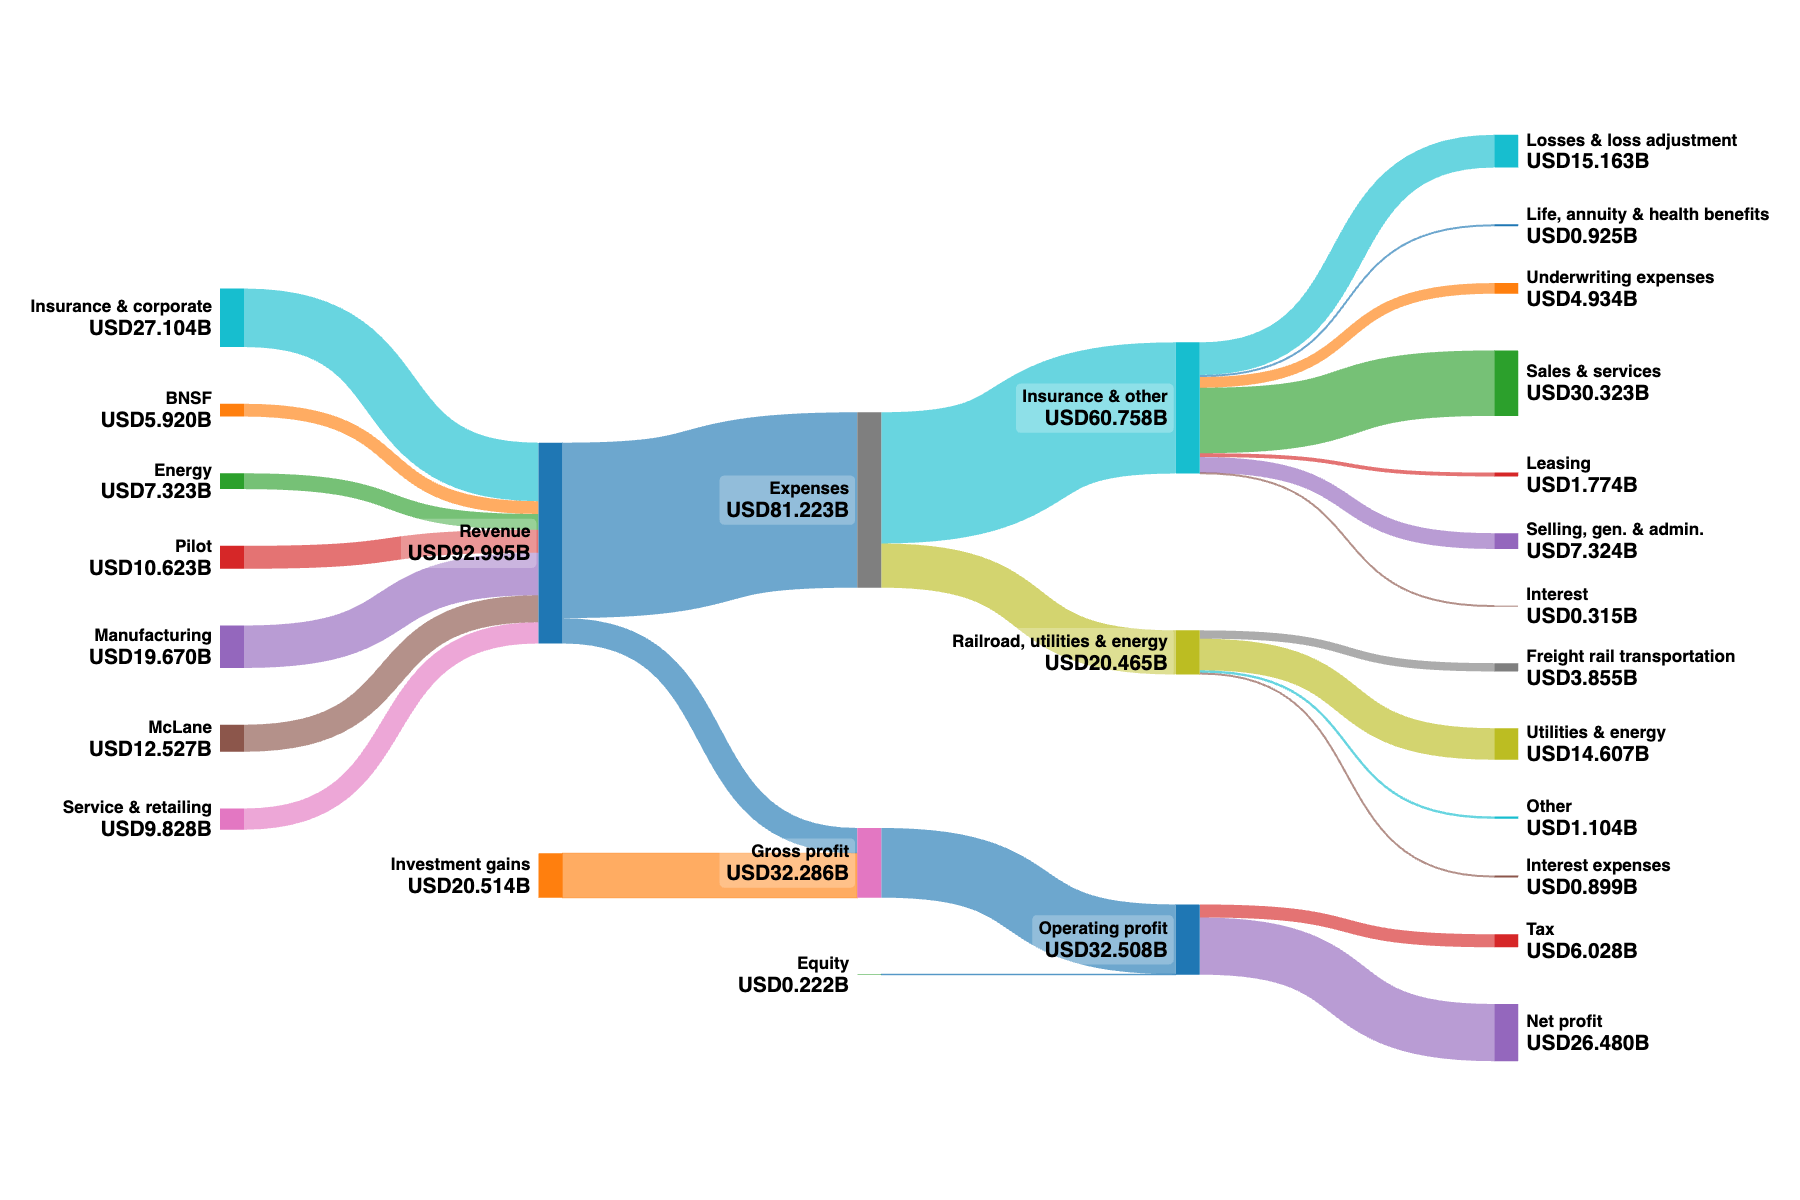 Insurance & corporate
USD27.104B
BNSF
USD5.920B
Energy
USD7.323B
Pilot
USD10.623B
Manufacturing
USD19.670B
McLane
USD12.527B
Service & retailing
USD9.828B
Revenue
USD92.995B
Investment gains
USD20.514B
Expenses
USD81.223B
Gross profit
USD32.286B
Equity
USD0.222B
Insurance & other
USD60.758B
Railroad, utilities & energy
USD20.465B
Operating profit
USD32.508B
Losses & loss adjustment
USD15.163B
Life, annuity & health benefits
USD0.925B
Underwriting expenses
USD4.934B
Sales & services
USD30.323B
Leasing
USD1.774B
Selling, gen. & admin.
USD7.324B
Interest
USD0.315B
Freight rail transportation
USD3.855B
Utilities & energy
USD14.607B
Other
USD1.104B
Interest expenses
USD0.899B
Tax
USD6.028B
Net profit
USD26.480B